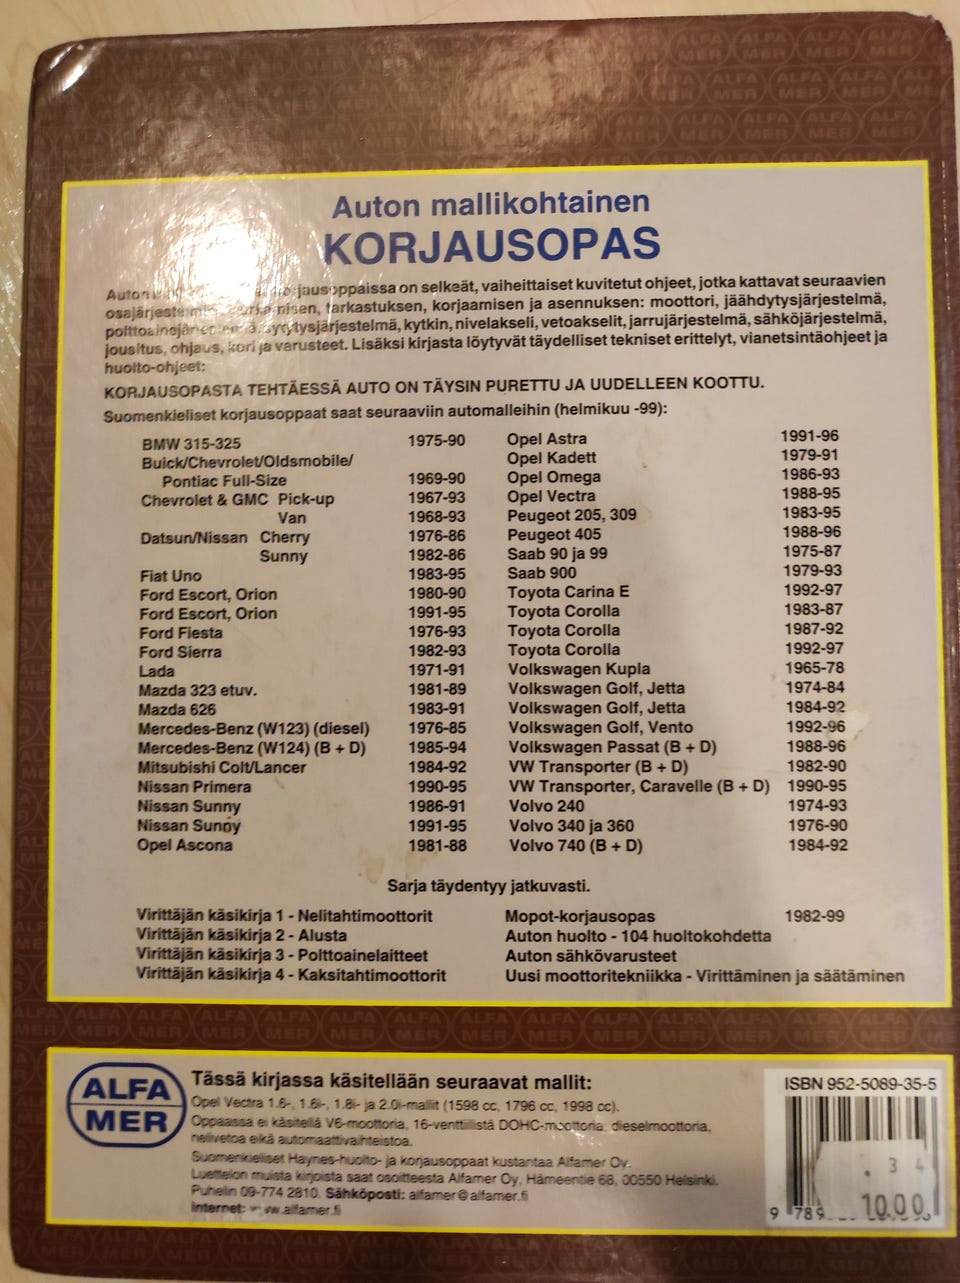 Auton mallikohtainen
KORJAUSOPAS
Auton jausoppaissa on selkeät, vaiheittaiset kuvitetut ohjeet, jotka kattavat seuraavien
tarkastuksen, korjaamisen ja asennuksen: moottori, jäähdytysjärjestelmä,
kytkin, nivelakseli, vetoakselit, jarrujärjestelmä, sähköjärjestelmä,
jousitus, ohjaus, kori ja varusteet. Lisäksi kirjasta löytyvät täydelliset tekniset erittelyt, vianetsintäohjeet ja
huolto-ohjeet:
KORJAUSOPASTA TEHTÄESSÄ AUTO ON TÄYSIN PURETTU JA UUDELLEEN KOOTTU.
Suomenkieliset korjausoppaat saat seuraaviin automalleihin (helmikuu -99):
BMW 315-325 1975-90
Buick/Chevrolet/Oldsmobile/
Pontiac Full-Size 1969-90
Chevrolet & GMC Pick-up 1967-93
Van 1968-93
Datsun/Nissan Cherry 1976-86
Sunny 1982-86
Fiat Uno 1983-95
Ford Escort, Orion 1980-90
Ford Escort, Orion 1991-95
Ford Fiesta 1976-93
Ford Sierra 1982-93
Lada 1971-91
Mazda 323 etuv. 1981-89
Mazda 626 1983-91
Mercedes-Benz (W123) (diesel) 1976-85
Mercedes-Benz (W124) (B + D) 1985-94
Mitsubishi Colt/Lancer 1984-92
Nissan Primera 1990-95
Nissan Sunny 1986-91
Nissan Sunny 1991-95
Opel Ascona 1981-88
Opel Astra 1991-96
Opel Kadett 1979-91
Opel Omega 1986-93
Opel Vectra 1988-95
Peugeot 205, 309 1983-95
Peugeot 405 1988-96
Saab 90 ja 99 1975-87
Saab 900 1979-93
Toyota Carina E 1992-97
Toyota Corolla 1983-87
Toyota Corolla 1987-92
Toyota Corolla 1992-97
Volkswagen Kupla 1965-78
Volkswagen Golf, Jetta 1974-84
Volkswagen Golf, Jetta 1984-92
Volkswagen Golf, Vento 1992-96
Volkswagen Passat (B + D) 1988-96
VW Transporter (B + D) 1982-90
VW Transporter, Caravelle (B + D) 1990-95
Volvo 240 1974-93
Volvo 340 ja 360 1976-90
Volvo 740 (B + D) 1984-92
Sarja täydentyy jatkuvasti.
Virittäjän käsikirja 1 - Nelitahtimoottorit
Virittäjän käsikirja 2 - Alusta
Virittäjän käsikirja 3 - Polttoainelaitteet
Virittäjän käsikirja 4 - Kaksitahtimoottorit
Mopot-korjausopas 1982-99
Auton huolto - 104 huoltokohdetta
Auton sähkövarusteet
Uusi moottoritekniikka - Virittäminen ja säätäminen
ALFA
MER
Tässä kirjassa käsitellään seuraavat mallit:
Opel Vectra 1.6-, 1.6i-, 1.8i- ja 2.0i-mallit (1598 cc, 1796 cc, 1998 cc).
Oppaassa ei käsitellä V6-moottoria, 16-venttiilistä DOHC-moottoria, dieselmoottoria,
nelivetoa eikä automaattivaihteistoa.
Suomenkieliset Haynes-huolto- ja korjausoppaat kustantaa Alfamer Oy.
Luettelon muista kirjoista saat osoitteesta Alfamer Oy, Hämeentie 68, 00550 Helsinki.
Puhelin 09-774 2810. Sähköposti: alfamer@alfamer.fi
Internet: www.alfamer.fi
ISBN 952-5089-35-5
. 3 4
10.00
9 789